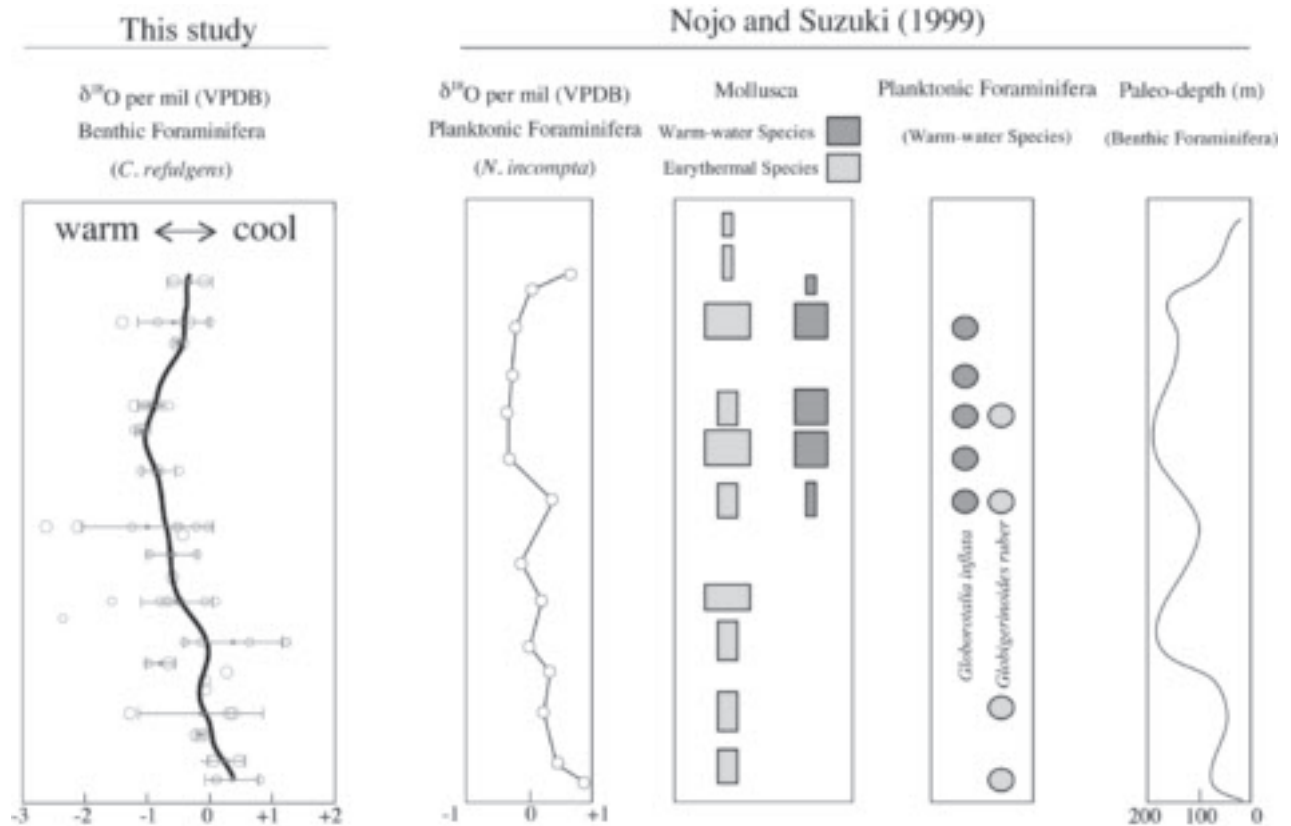 This study
Nojo and Suzuki (1999)
δ¹⁸O per mil (VPDB)
Benthic Foraminifera
(C. refulgens)
δ¹⁸O per mil (VPDB)
Planktonic Foraminifera
(N. incompta)
Mollusca
Warm-water Species
Eurythermal Species
Planktonic Foraminifera
(Warm-water Species)
Paleo-depth (m)
(Benthic Foraminifera)
warm ⟷ cool
Globorotalia inflata
Globigerinoides ruber
-3 -2 -1 0 +1 +2
-1 0 +1
200 100 0